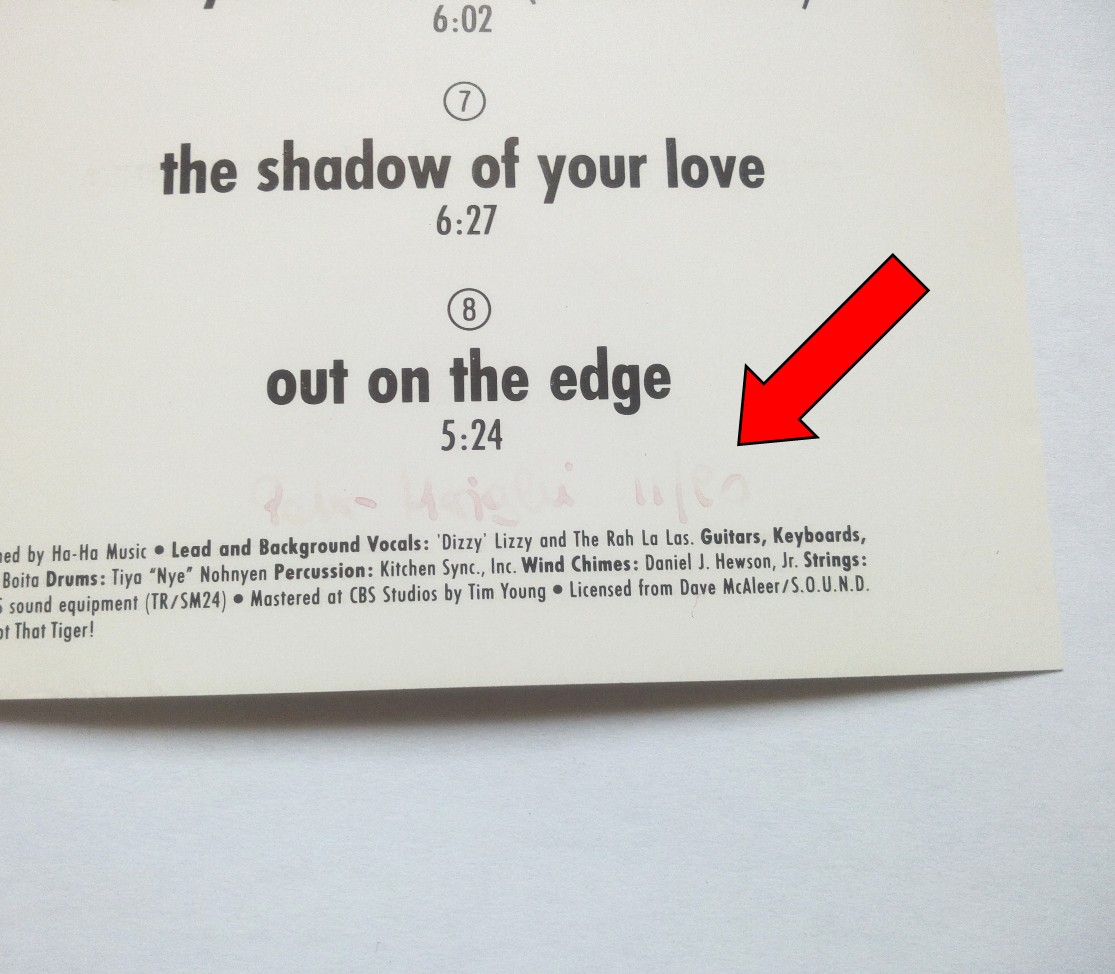 6:02
7
the shadow of your love
6:27
8
out on the edge
5:24
11/90
ed by Ha-Ha Music • Lead and Background Vocals: 'Dizzy' Lizzy and The Rah La Las. Guitars, Keyboards,
Boita Drums: Tiya "Nye" Nohnyen Percussion: Kitchen Sync., Inc. Wind Chimes: Daniel J. Hewson, Jr. Strings:
S sound equipment (TR/SM24) • Mastered at CBS Studios by Tim Young • Licensed from Dave McAleer/S.O.U.N.D.
ot That Tiger!